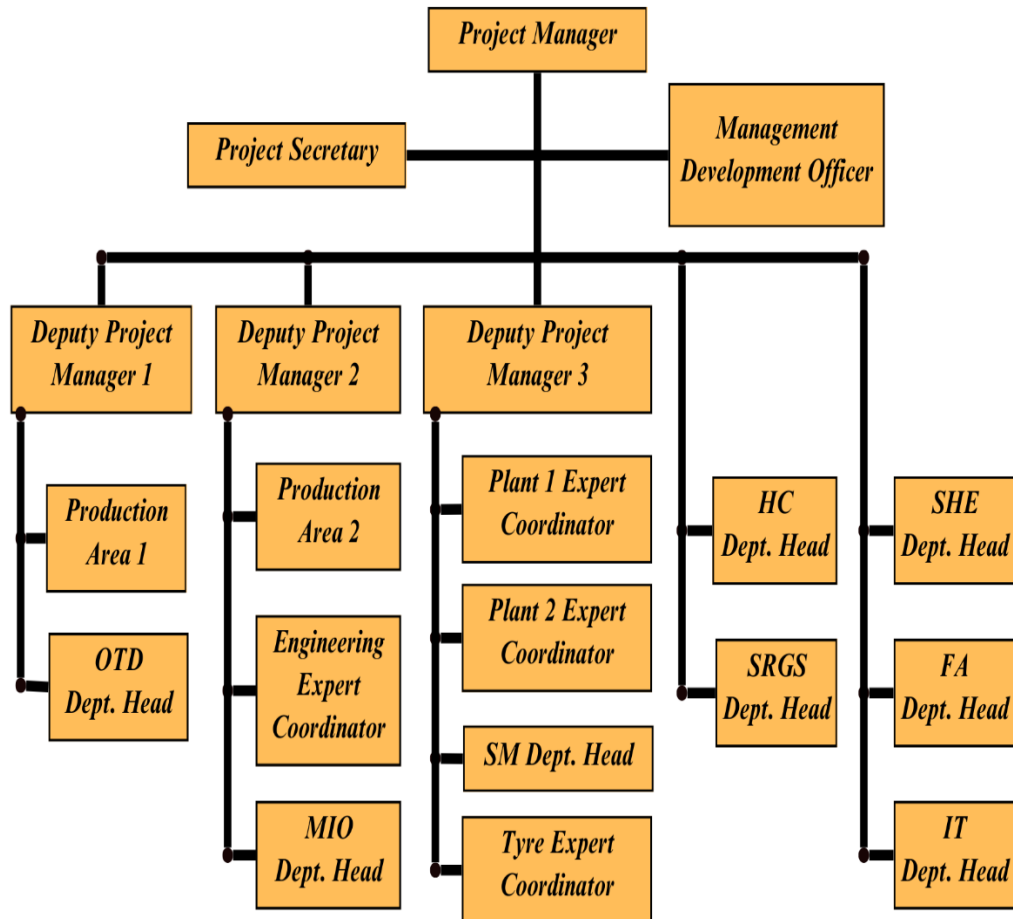 Project Manager
Project Secretary
Management
Development Officer
Deputy Project
Manager 1
Deputy Project
Manager 2
Deputy Project
Manager 3
Production
Area 1
OTD
Dept. Head
Production
Area 2
Engineering
Expert
Coordinator
MIO
Dept. Head
Plant 1 Expert
Coordinator
Plant 2 Expert
Coordinator
SM Dept. Head
Tyre Expert
Coordinator
HC
Dept. Head
SRGS
Dept. Head
SHE
Dept. Head
FA
Dept. Head
IT
Dept. Head